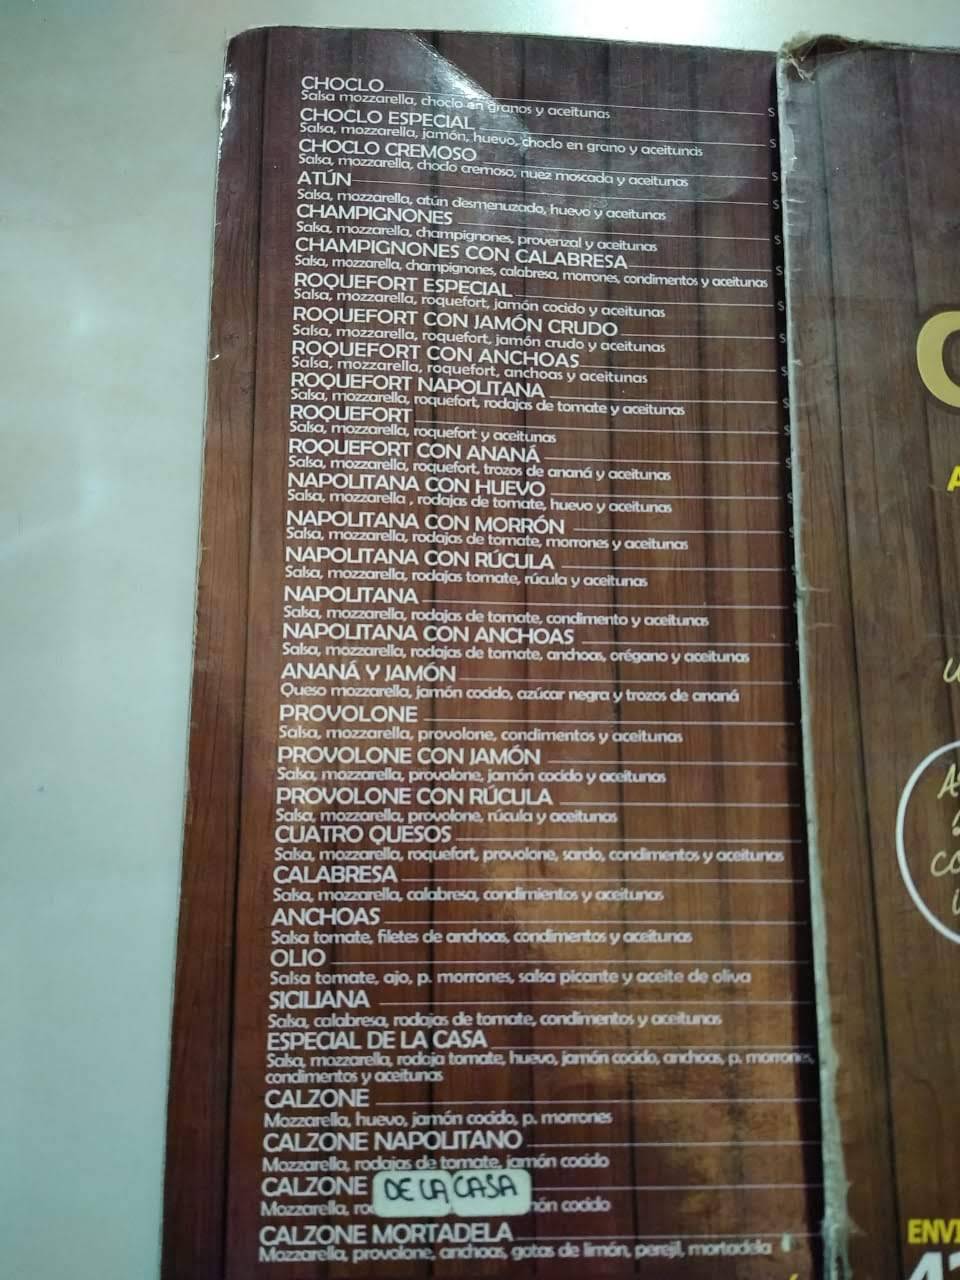 CHOCLO
Salsa mozzarella, choclo en granos y aceitunas
CHOCLO ESPECIAL
Salsa, mozzarella, jamón, huevo, choclo en grano y aceitunas
CHOCLO CREMOSO
Salsa, mozzarella, choclo cremoso, nuez moscada y aceitunas
ATÚN
Salsa, mozzarella, atún desmenuzado, huevo y aceitunas
CHAMPIGNONES
Salsa, mozzarella, champignones, provenzal y aceitunas
CHAMPIGNONES CON CALABRESA
Salsa, mozzarella, champignones, calabresa, morrones, condimentos y aceitunas
ROQUEFORT ESPECIAL
Salsa, mozzarella, roquefort, jamón cocido y aceitunas
ROQUEFORT CON JAMÓN CRUDO
Salsa, mozzarella, roquefort, jamón crudo y aceitunas
ROQUEFORT CON ANCHOAS
Salsa, mozzarella, roquefort, anchoas y aceitunas
ROQUEFORT NAPOLITANA
Salsa, mozzarella, roquefort, rodajas de tomate y aceitunas
ROQUEFORT
Salsa, mozzarella, roquefort y aceitunas
ROQUEFORT CON ANANÁ
Salsa, mozzarella, roquefort, trozos de ananá y aceitunas
NAPOLITANA CON HUEVO
Salsa, mozzarella , rodajas de tomate, huevo y aceitunas
NAPOLITANA CON MORRÓN
Salsa, mozzarella, rodajas de tomate, morrones y aceitunas
NAPOLITANA CON RÚCULA
Salsa, mozzarella, rodajas tomate, rúcula y aceitunas
NAPOLITANA
Salsa, mozzarella, rodajas de tomate, condimento y aceitunas
NAPOLITANA CON ANCHOAS
Salsa, mozzarella, rodajas de tomate, anchoas, orégano y aceitunas
ANANÁ Y JAMÓN
Queso mozzarella, jamón cocido, azúcar negra y trozos de ananá
PROVOLONE
Salsa, mozzarella, provolone, condimentos y aceitunas
PROVOLONE CON JAMÓN
Salsa, mozzarella, provolone, jamón cocido y aceitunas
PROVOLONE CON RÚCULA
Salsa, mozzarella, provolone, rúcula y aceitunas
CUATRO QUESOS
Salsa, mozzarella, roquefort, provolone, sardo, condimentos y aceitunas
CALABRESA
Salsa, mozzarella, calabresa, condimientos y aceitunas
ANCHOAS
Salsa tomate, filetes de anchoas, condimentos y aceitunas
OLIO
Salsa tomate, ajo, p. morrones, salsa picante y aceite de oliva
SICILIANA
Salsa, calabresa, rodajas de tomate, condimentos y aceitunas
ESPECIAL DE LA CASA
Salsa, mozzarella, rodaja tomate, huevo, jamón cocido, anchoas, p. morrones,
condimentos y aceitunas
CALZONE
Mozzarella, huevo, jamón cocido, p. morrones
CALZONE NAPOLITANO
Mozzarella, rodajas de tomate, jamón cocido
CALZONE DE LA CASA
Mozzarella, cocido
CALZONE MORTADELA
Mozzarella, provolone, anchoas, gotas de limón, perejil, mortadela